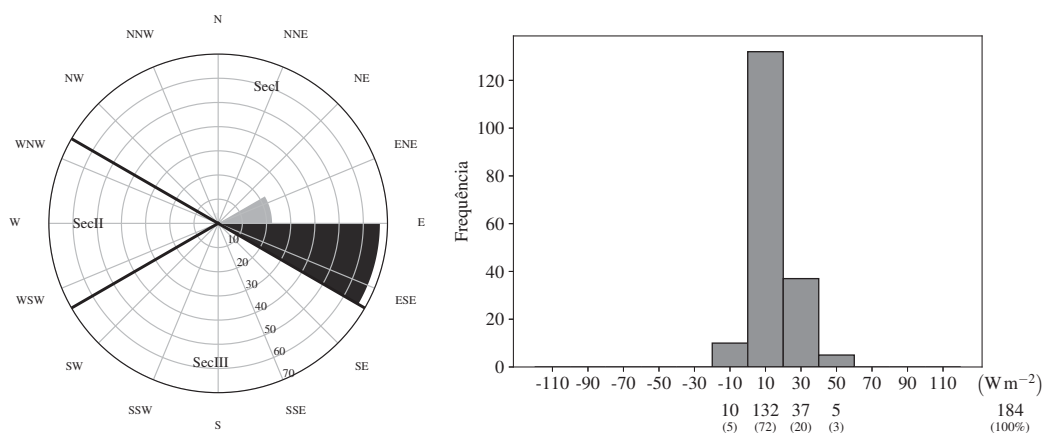 N
NNW
NNE
NW
SecI
NE
WNW
ENE
W
SecII
E
10
20
30
40
50
60
70
WSW
ESE
SW
SecIII
SE
SSW
SSE
S
Frequência
120
100
80
60
40
20
0
-110 -90 -70 -50 -30 -10 10 30 50 70 90 110 (Wm⁻²)
10 132 37 5 184
(5) (72) (20) (3) (100%)